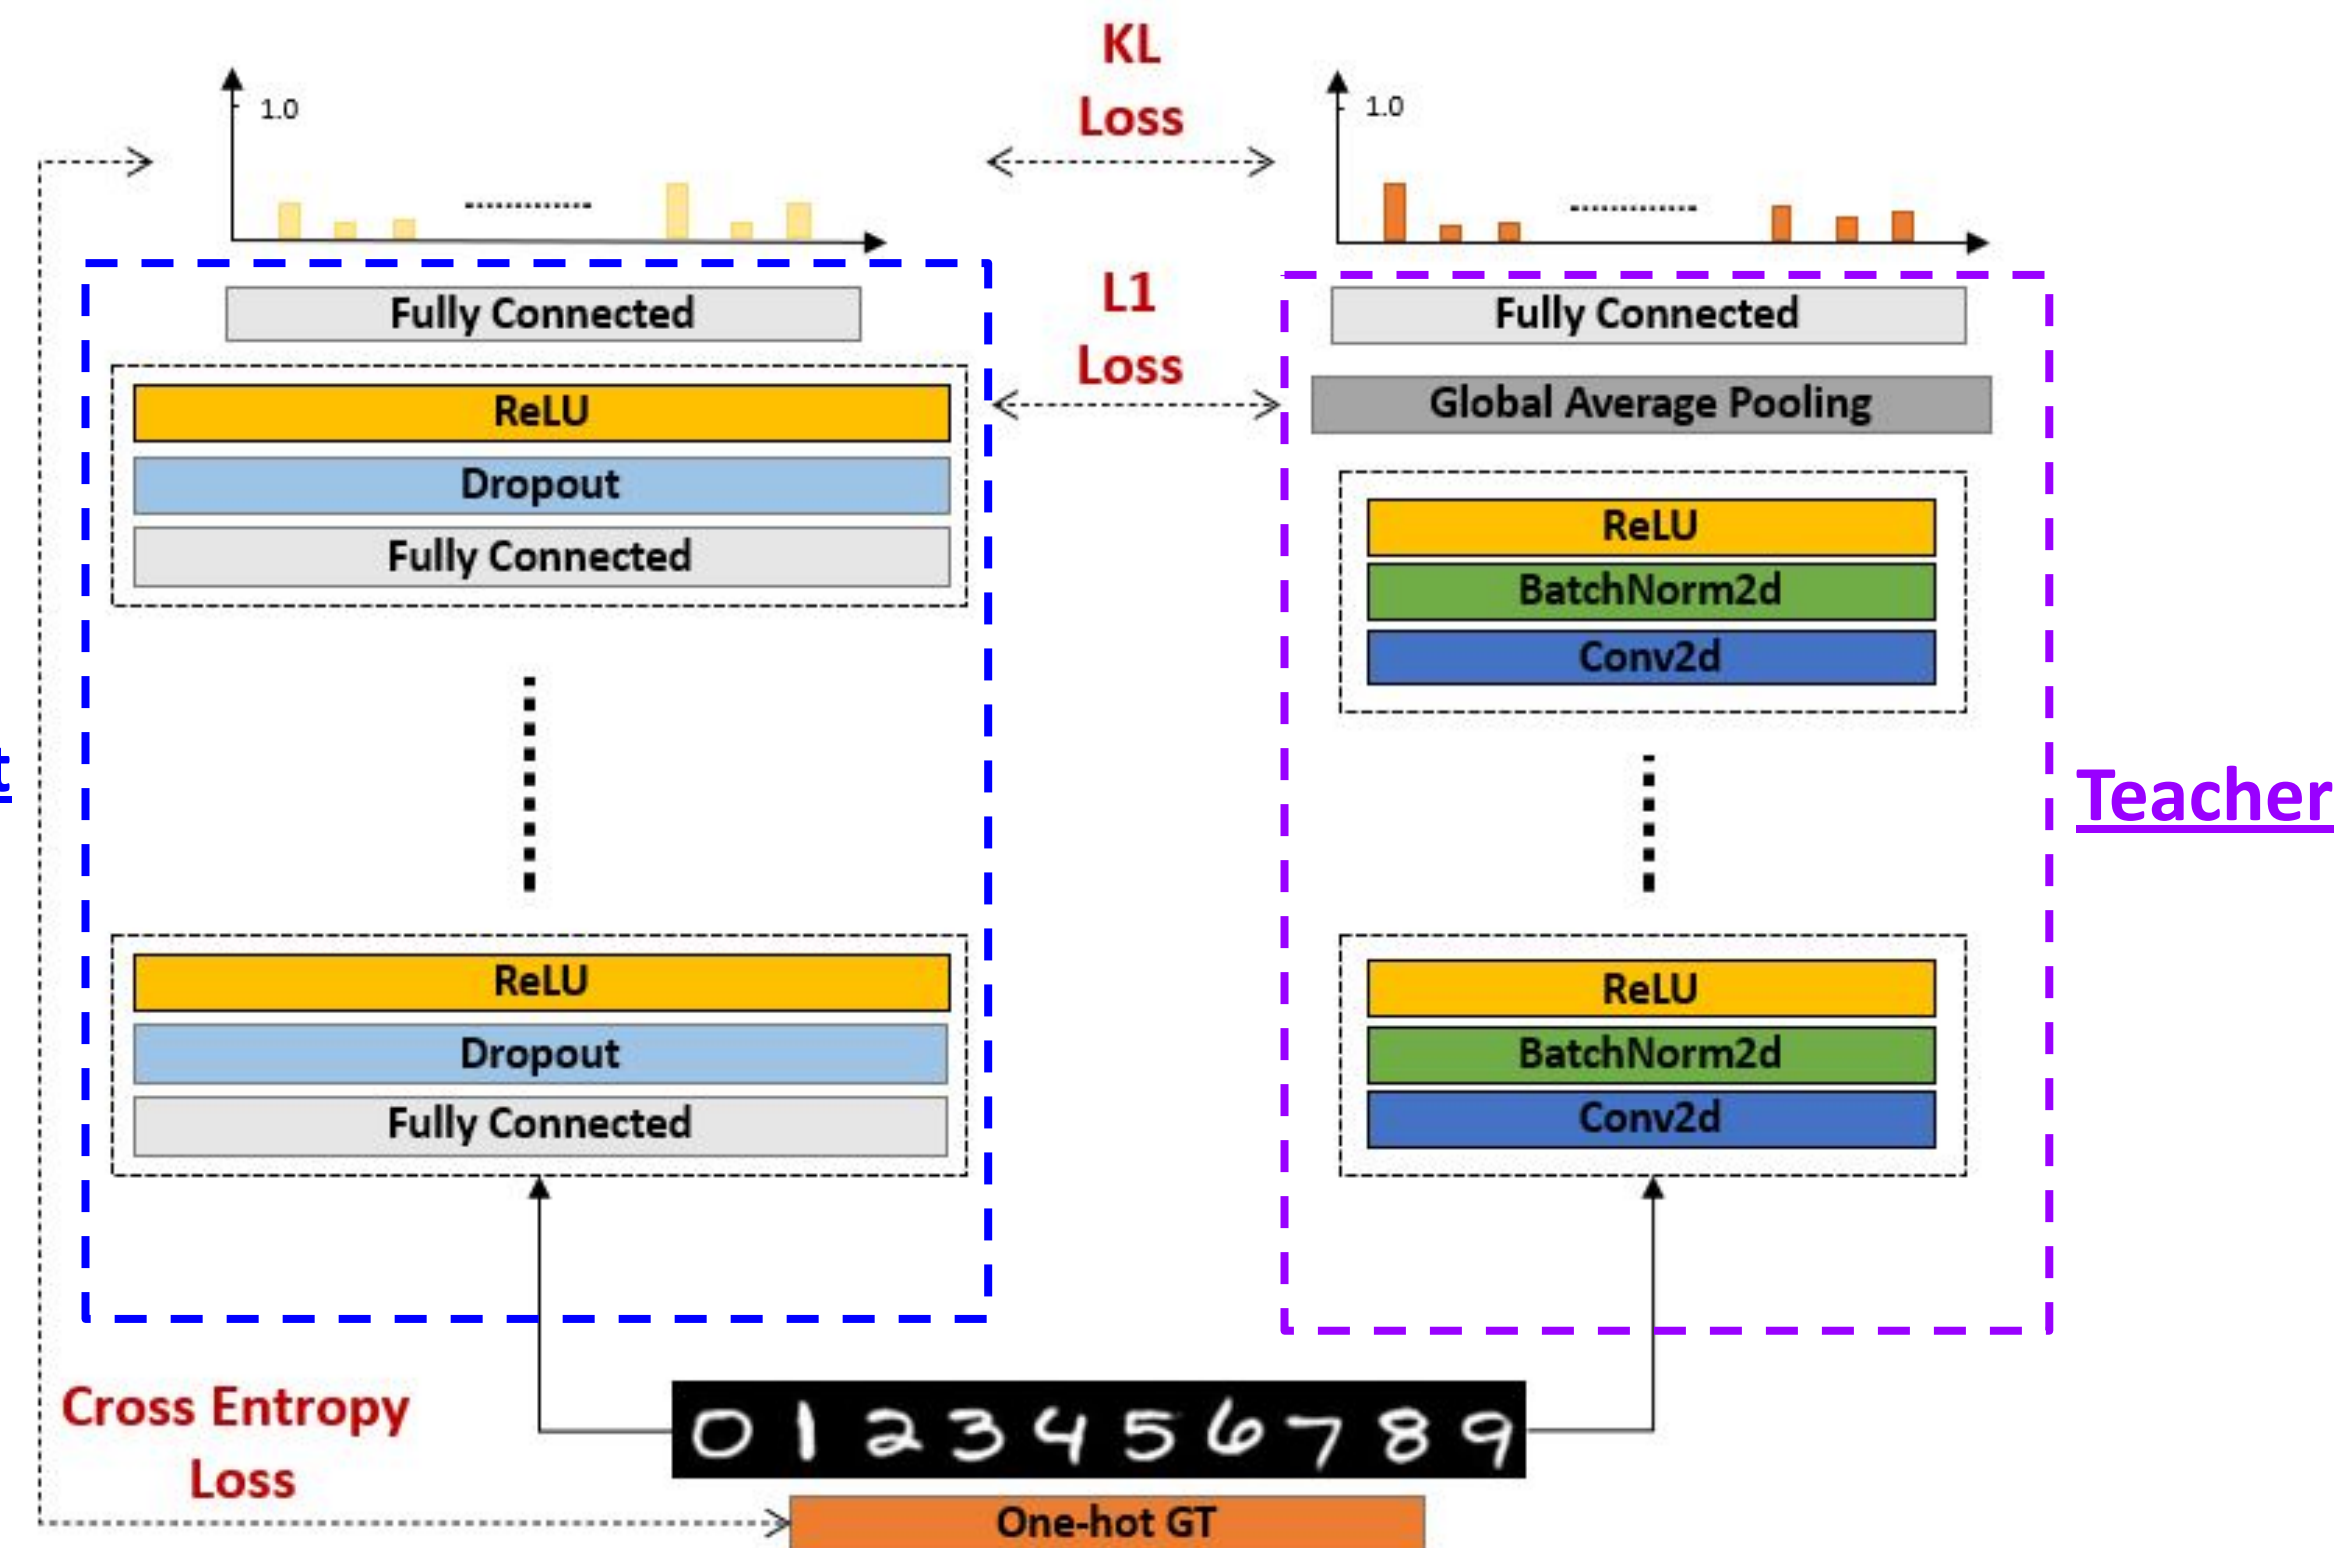 KL
Loss
1.0
1.0
L1
Loss
Fully Connected
ReLU
Dropout
Fully Connected
ReLU
Dropout
Fully Connected
Fully Connected
Global Average Pooling
ReLU
BatchNorm2d
Conv2d
ReLU
BatchNorm2d
Conv2d
Teacher
Cross Entropy
Loss
0 1 2 3 4 5 6 7 8 9
One-hot GT